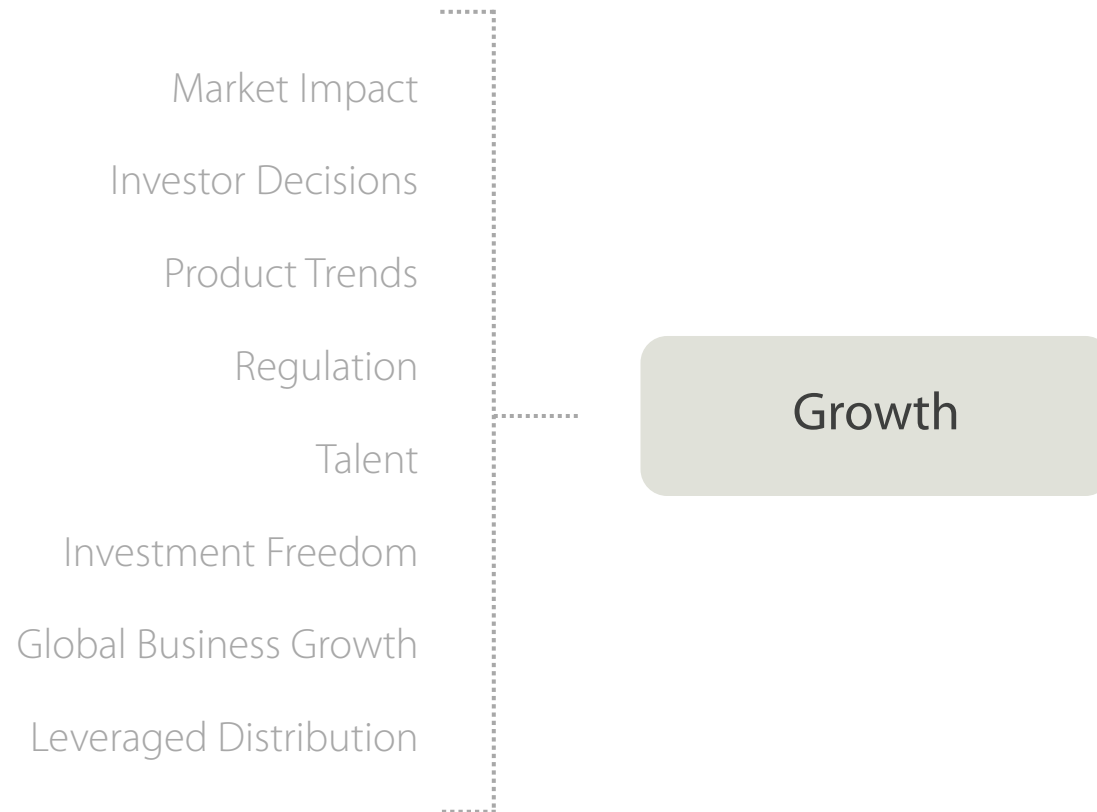 Market Impact
Investor Decisions
Product Trends
Regulation
Talent
Investment Freedom
Global Business Growth
Leveraged Distribution
Growth